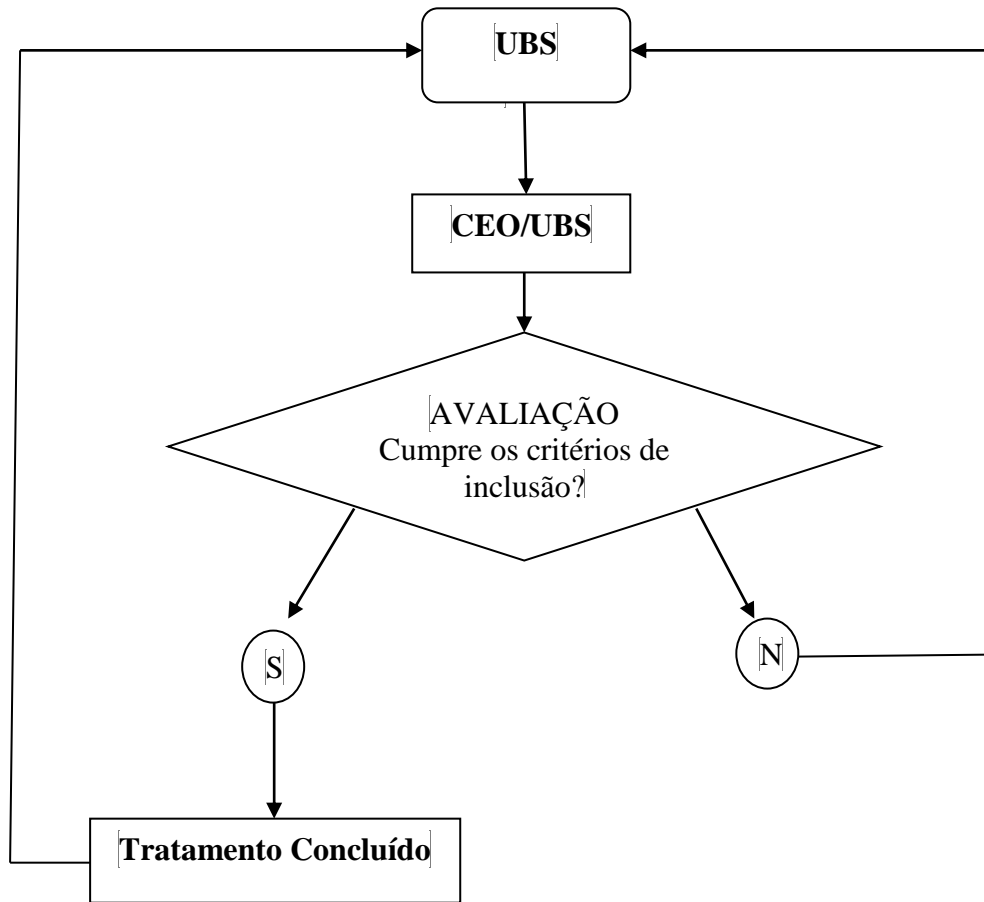 UBS
CEO/UBS
AVALIAÇÃO
Cumpre os critérios de
inclusão?
S
N
Tratamento Concluído